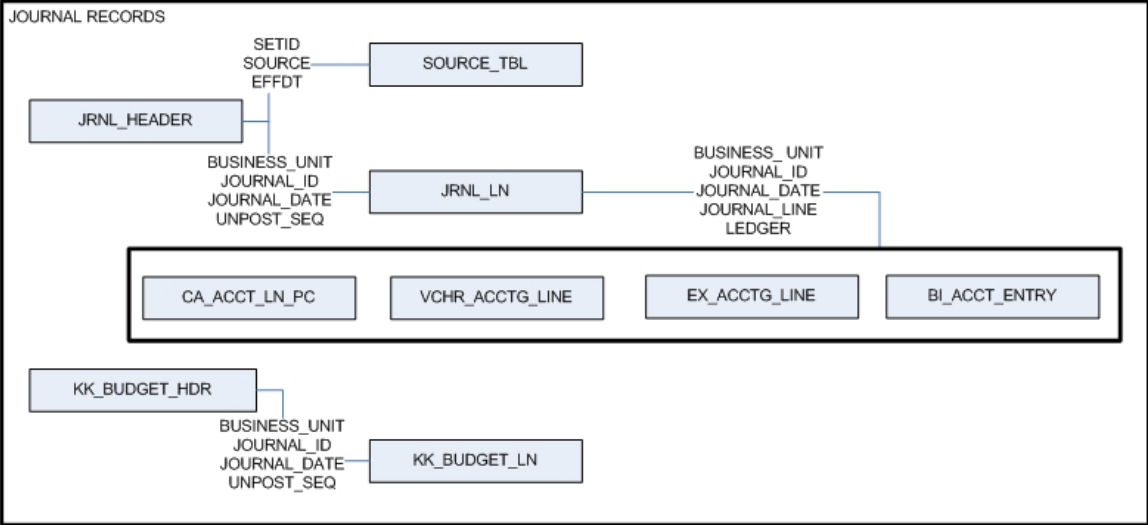 JOURNAL RECORDS
SETID
SOURCE
EFFDT
SOURCE_TBL
JRNL_HEADER
BUSINESS_UNIT
JOURNAL_ID
JOURNAL_DATE
UNPOST_SEQ
JRNL_LN
BUSINESS_ UNIT
JOURNAL_ID
JOURNAL_DATE
JOURNAL_LINE
LEDGER
CA_ACCT_LN_PC
VCHR_ACCTG_LINE
EX_ACCTG_LINE
BI_ACCT_ENTRY
KK_BUDGET_HDR
BUSINESS_UNIT
JOURNAL_ID
JOURNAL_DATE
UNPOST_SEQ
KK_BUDGET_LN